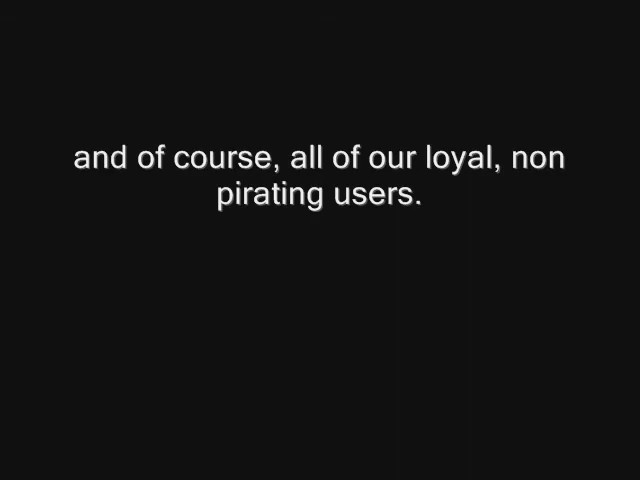 and of course, all of our loyal, non
pirating users.